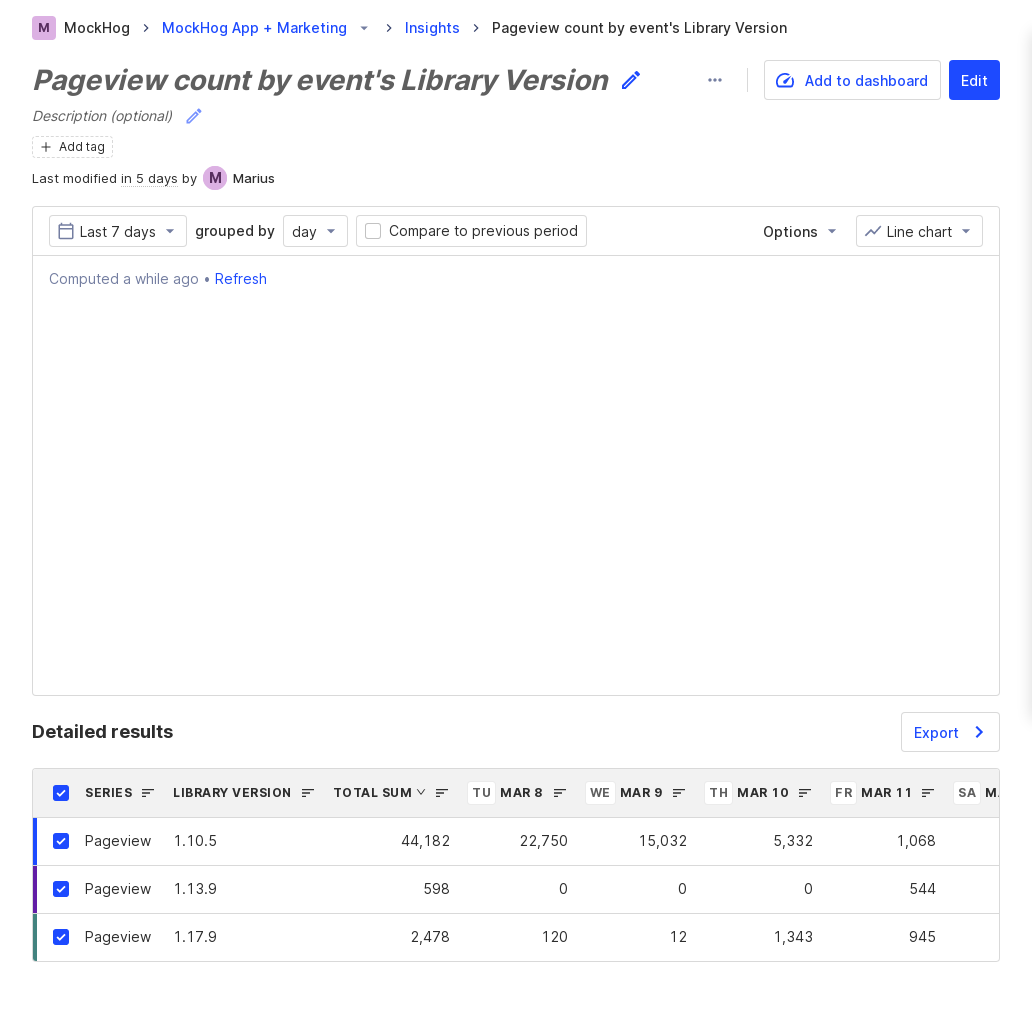 M MockHog MockHog App + Marketing Insights Pageview count by event's Library Version
Pageview count by event's Library Version
Add to dashboard Edit
Description (optional)
Add tag
Last modified in 5 days by M Marius
Last 7 days grouped by day Compare to previous period Options Line chart
Computed a while ago • Refresh
Detailed results Export
SERIES LIBRARY VERSION TOTAL SUM TU MAR 8 WE MAR 9 TH MAR 10 FR MAR 11 SA
Pageview 1.10.5 44,182 22,750 15,032 5,332 1,068
Pageview 1.13.9 598 0 0 0 544
Pageview 1.17.9 2,478 120 12 1,343 945